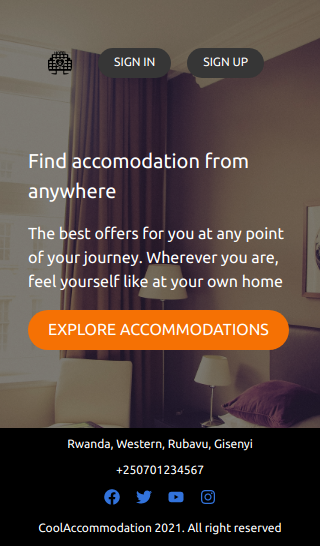 SIGN IN SIGN UP
Find accomodation from
anywhere
The best offers for you at any point
of your journey. Wherever you are,
feel yourself like at your own home
EXPLORE ACCOMMODATIONS
Rwanda, Western, Rubavu, Gisenyi
+250701234567
CoolAccommodation 2021. All right reserved